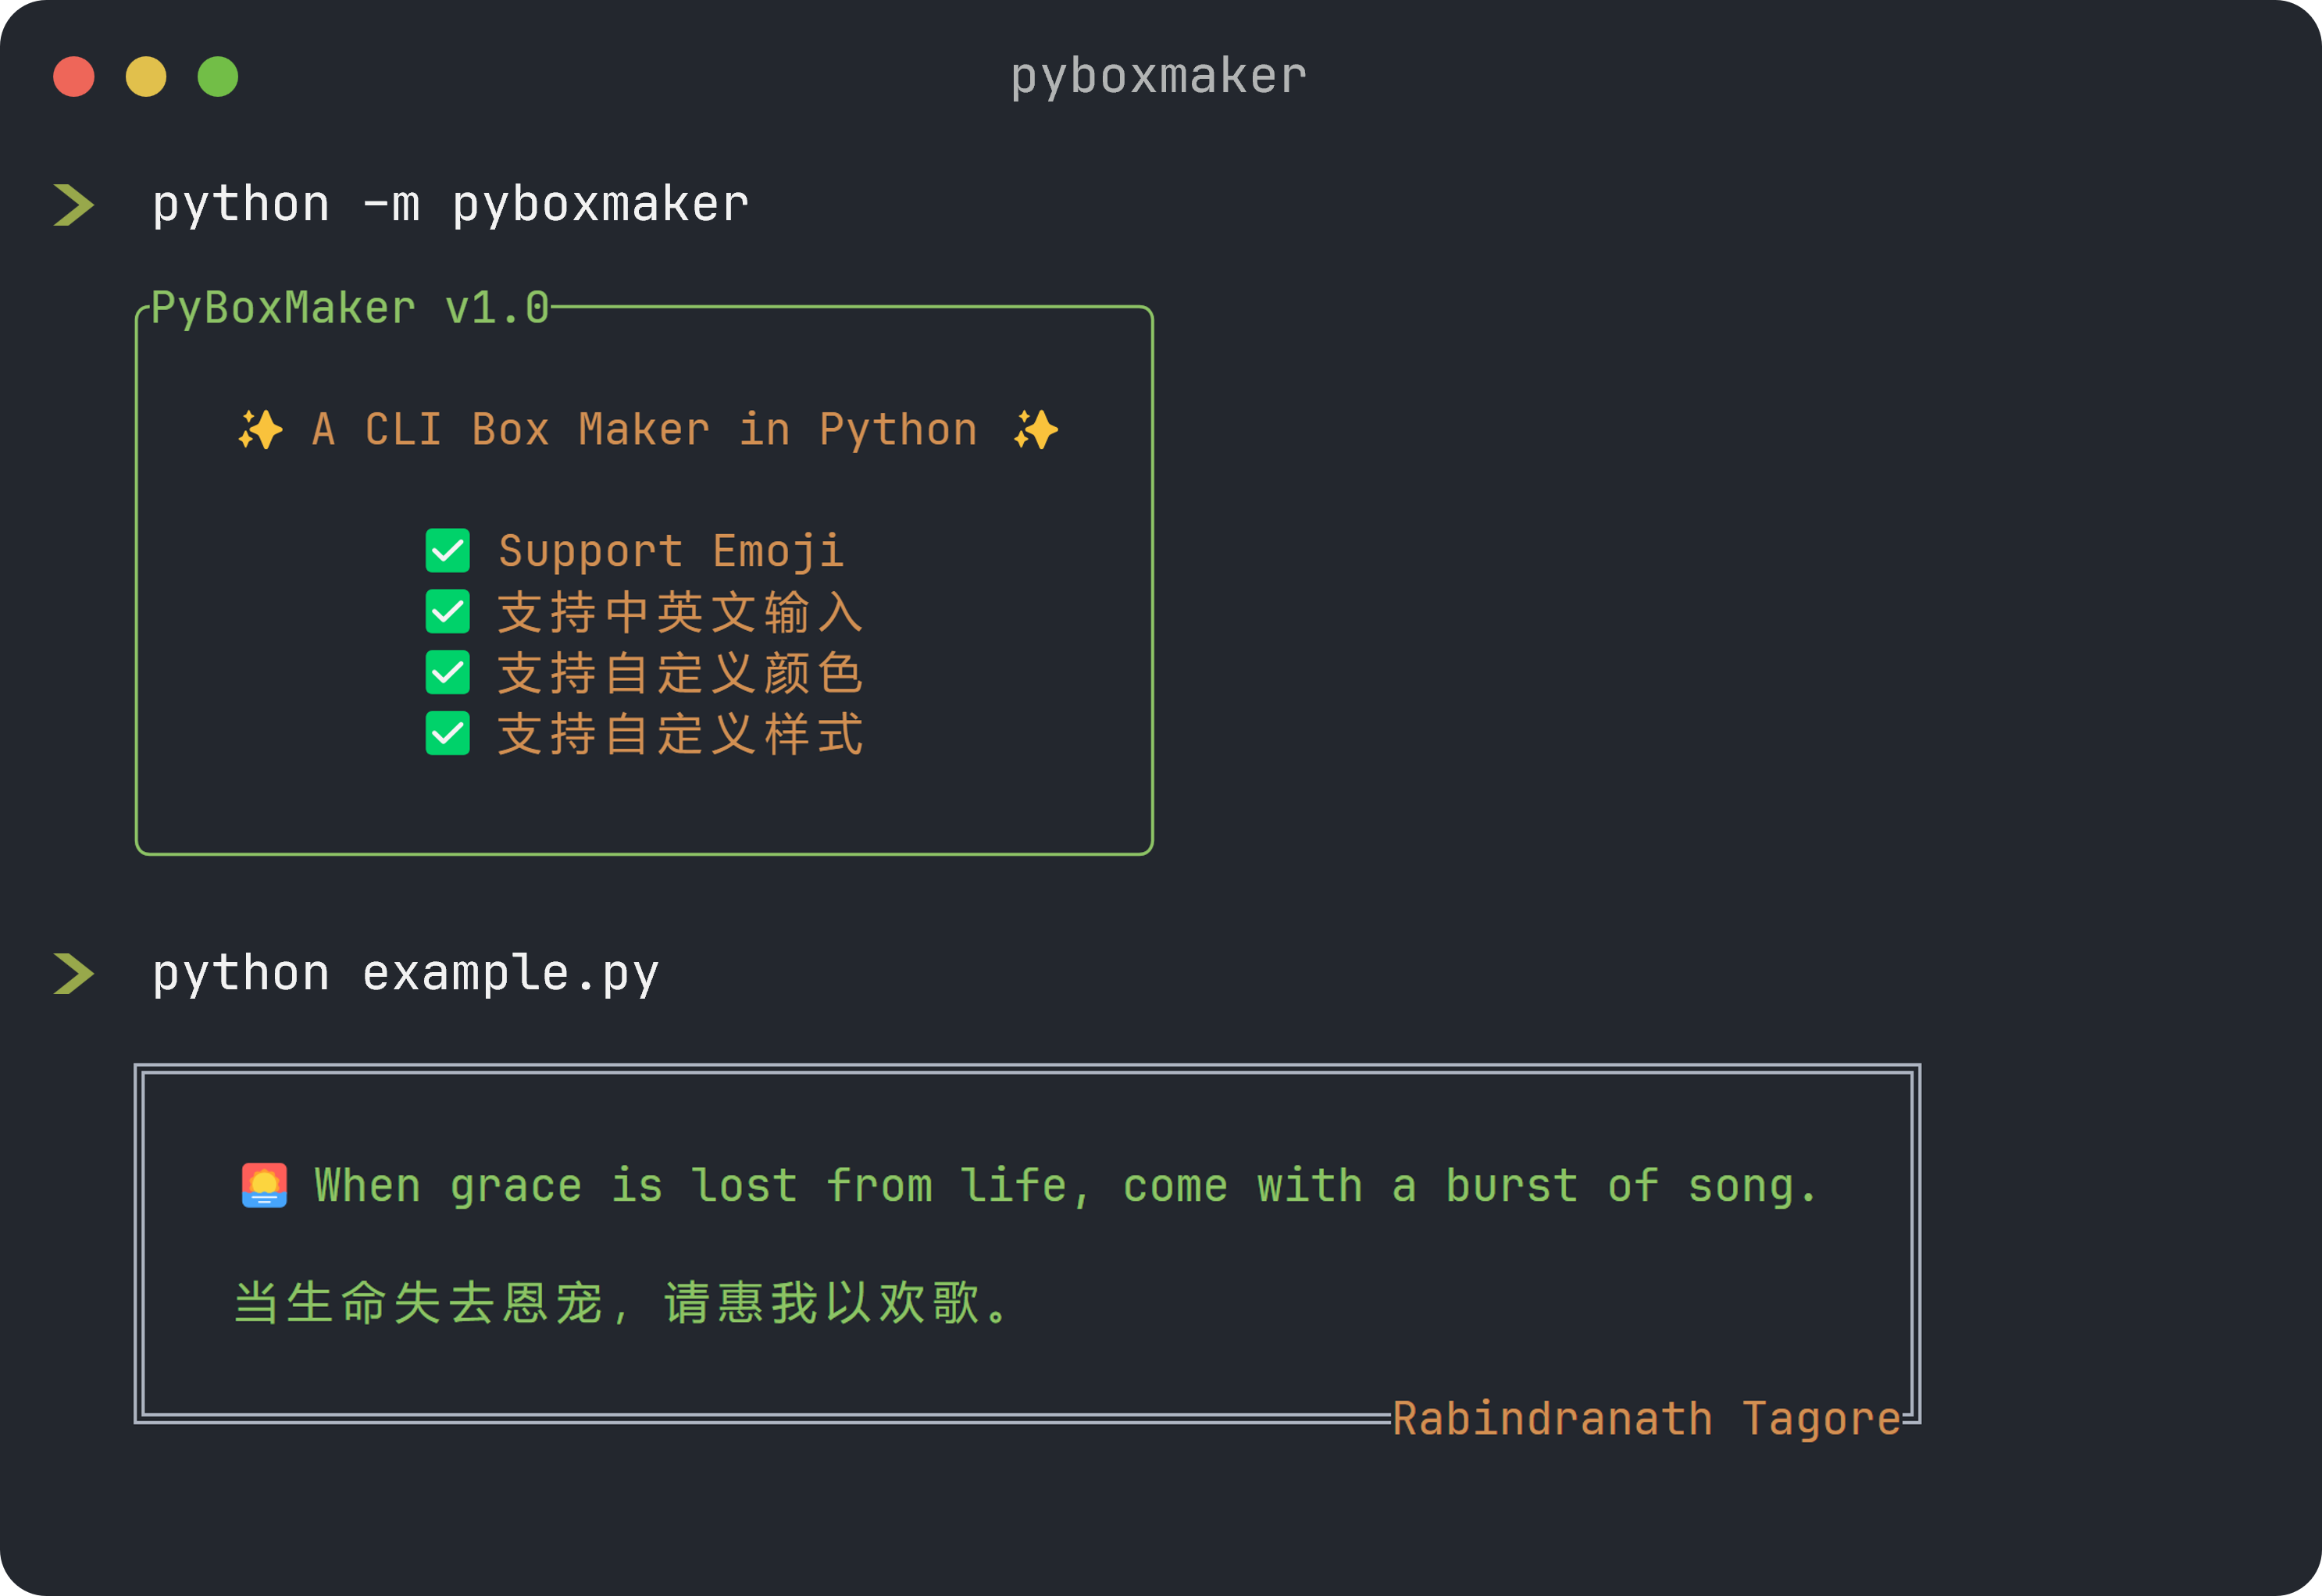 pyboxmaker
python -m pyboxmaker
PyBoxMaker v1.0
✨ A CLI Box Maker in Python ✨
✅ Support Emoji
✅ 支持中英文输入
✅ 支持自定义颜色
✅ 支持自定义样式
python example.py
🌅 When grace is lost from life, come with a burst of song.
当生命失去恩宠，请惠我以欢歌。
Rabindranath Tagore